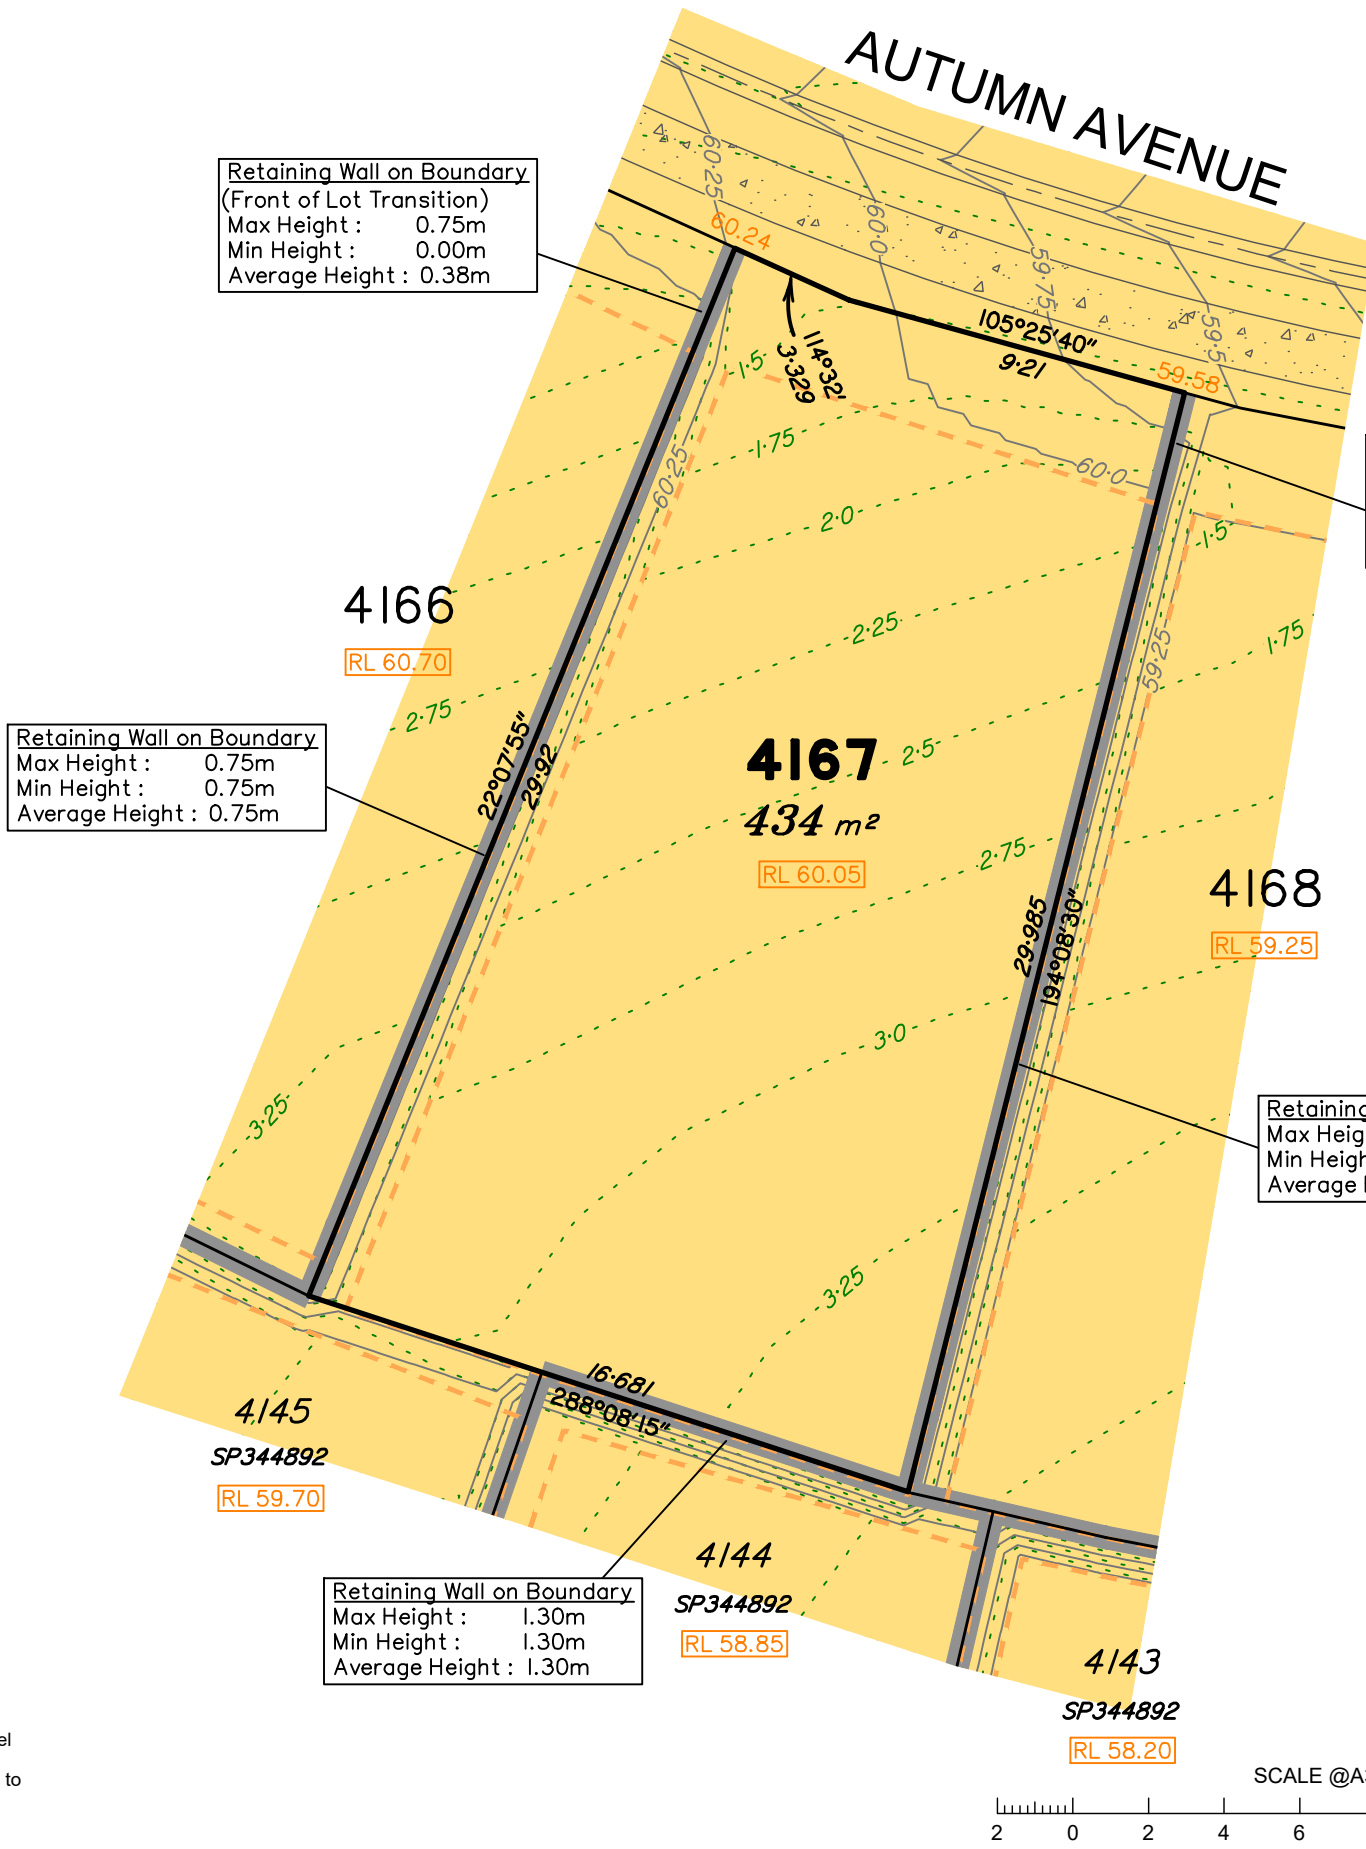 AUTUMN AVENUE
Retaining Wall on Boundary
(Front of Lot Transition)
Max Height : 0.75m
Min Height : 0.00m
Average Height : 0.38m
60·25
60.24
60·0
59·75
59·5
105°25'40"
9·21
59.58
114°32'
3·329
1·5
1·75
60·25
60·0
2·0
1·5
4166
RL 60.70
2·25
59·25
1·75
2·75
Retaining Wall on Boundary
Max Height : 0.75m
Min Height : 0.75m
Average Height : 0.75m
22°07'55"
29·92
4167
434 m²
RL 60.05
2·5
2·75
4168
RL 59.25
29·985
194°08'30"
3·0
3·25
Retaining
Max Heig
Min Heigh
Average
3·25
16·681
288°08'15"
4145
SP344892
RL 59.70
4144
SP344892
RL 58.85
Retaining Wall on Boundary
Max Height : 1.30m
Min Height : 1.30m
Average Height : 1.30m
4143
SP344892
RL 58.20
el
to
SCALE @A3
2 0 2 4 6